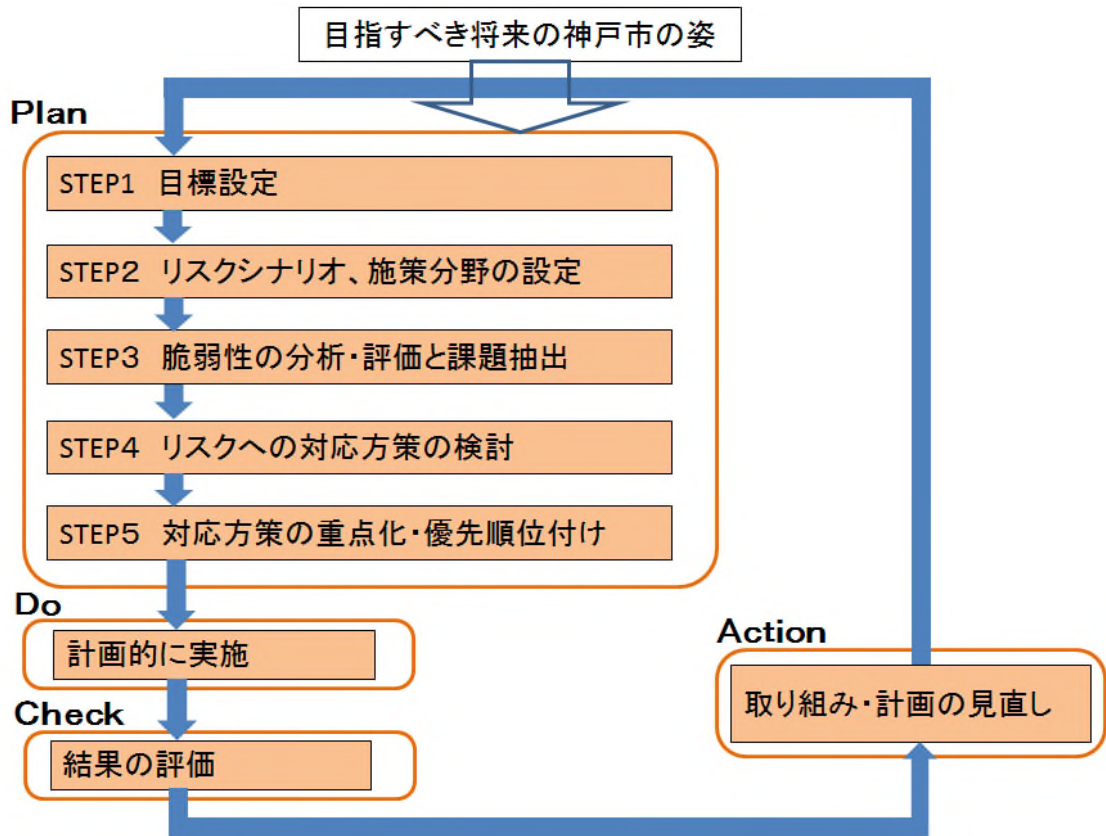 目指すべき将来の神戸市の姿
Plan
STEP1 目標設定
STEP2 リスクシナリオ、施策分野の設定
STEP3 脆弱性の分析・評価と課題抽出
STEP4 リスクへの対応方策の検討
STEP5 対応方策の重点化・優先順位付け
Do
計画的に実施
Check
結果の評価
Action
取り組み・計画の見直し